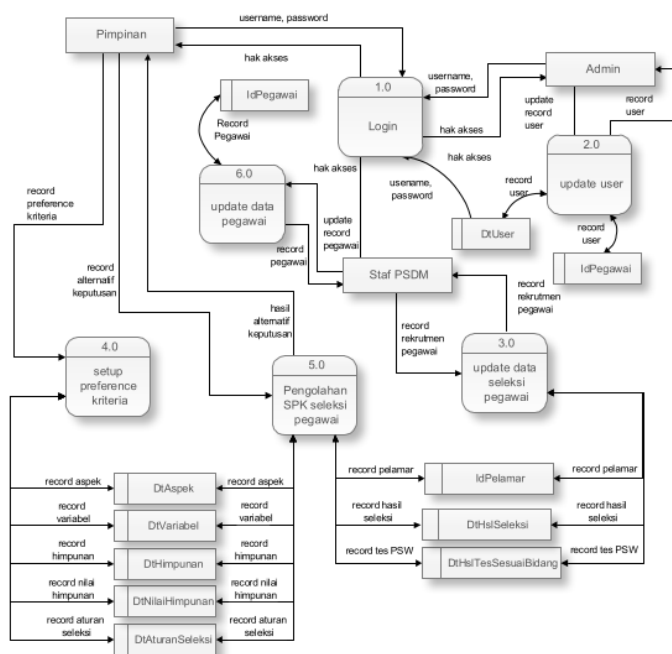 username, password
Pimpinan
hak akses
Admin
username,
password
1.0
Login
IdPegawai
Record
Pegawai
update
record
user
record
user
hak akses
hak akses
hak akses
2.0
update user
6.0
update data
pegawai
usename,
password
record
user
record
preference
kriteria
update
record
pegawai
record
pegawai
DtUser
record
user
IdPegawai
Staf PSDM
record
alternatif
keputusan
record
rekrutmen
pegawai
hasil
alternatif
keputusan
record
rekrutmen
pegawai
4.0
setup
preference
kriteria
5.0
Pengolahan
SPK seleksi
pegawai
3.0
update data
seleksi
pegawai
record aspek
DtAspek
record aspek
record
variabel
DtVariabel
record
variabel
record
himpunan
DtHimpunan
record
himpunan
record nilai
himpunan
DtNilaiHimpunan
record nilai
himpunan
record aturan
seleksi
DtAturanSeleksi
record aturan
seleksi
record pelamar
IdPelamar
record pelamar
record hasil
seleksi
DtHslSeleksi
record hasil
seleksi
record tes PSW
DtHslTesSesuaiBidang
record tes PSW